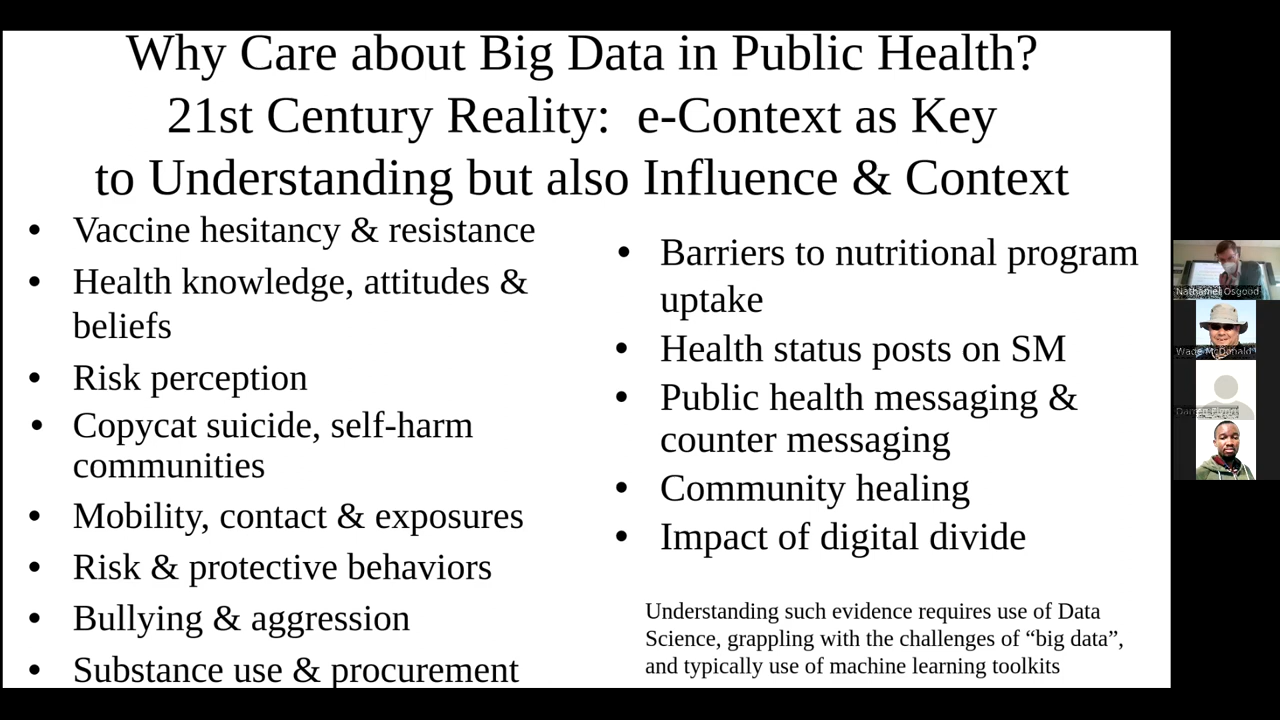 Why Care about Big Data in Public Health?
21st Century Reality:  e-Context as Key
to Understanding but also Influence & Context
• Vaccine hesitancy & resistance
• Health knowledge, attitudes &
beliefs
• Risk perception
• Copycat suicide, self-harm
communities
• Mobility, contact & exposures
• Risk & protective behaviors
• Bullying & aggression
• Substance use & procurement
• Barriers to nutritional program
uptake
• Health status posts on SM
• Public health messaging &
counter messaging
• Community healing
• Impact of digital divide
Understanding such evidence requires use of Data
Science, grappling with the challenges of “big data”,
and typically use of machine learning toolkits
Nathaniel Osgood
Wade McDonald